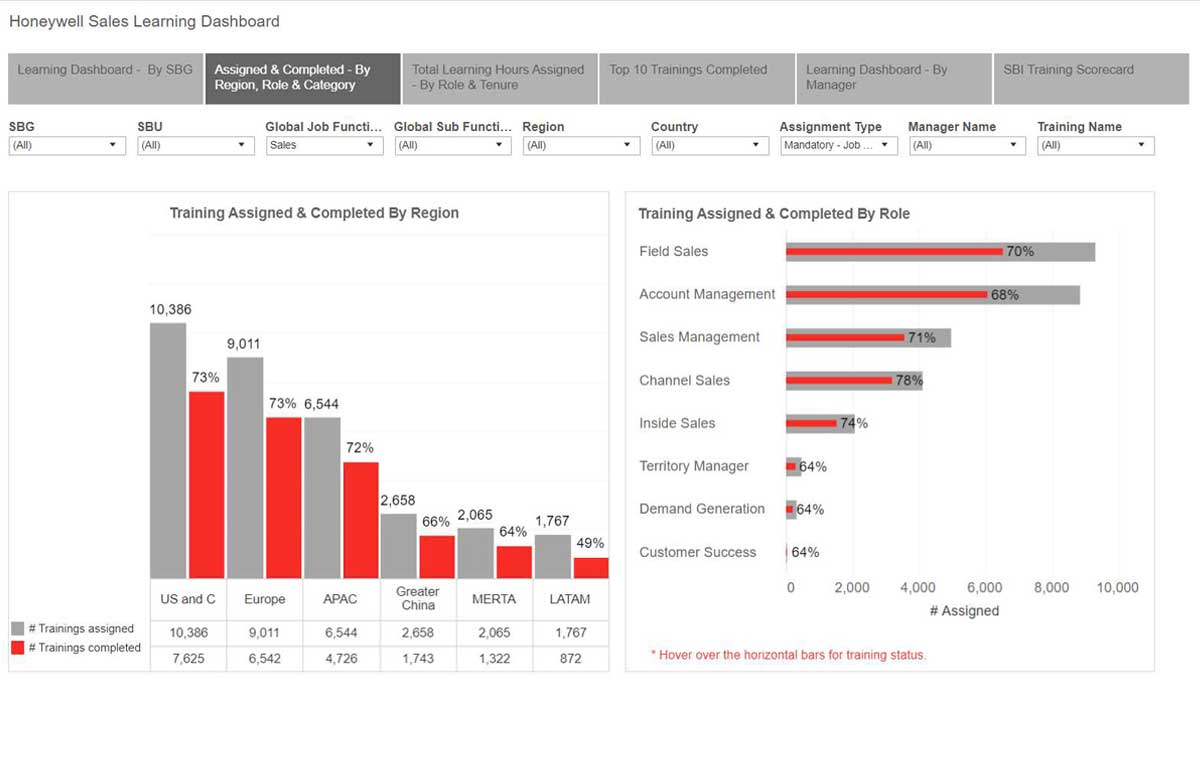 Honeywell Sales Learning Dashboard
Learning Dashboard - By SBG
Assigned & Completed - By
Region, Role & Category
Total Learning Hours Assigned
- By Role & Tenure
Top 10 Trainings Completed
Learning Dashboard - By
Manager
SBI Training Scorecard
SBG
SBU
Global Job Functi...
Global Sub Functi...
Region
Country
Assignment Type
Manager Name
Training Name
(All)
(All)
Sales
(All)
(All)
(All)
Mandatory - Job ...
(All)
(All)
Training Assigned & Completed By Region
10,386
73%
9,011
73%
6,544
72%
2,658
66%
2,065
64%
1,767
49%
US and C
Europe
APAC
Greater
China
MERTA
LATAM
# Trainings assigned
10,386
9,011
6,544
2,658
2,065
1,767
# Trainings completed
7,625
6,542
4,726
1,743
1,322
872
Training Assigned & Completed By Role
Field Sales
70%
Account Management
68%
Sales Management
71%
Channel Sales
78%
Inside Sales
74%
Territory Manager
64%
Demand Generation
64%
Customer Success
64%
0
2,000
4,000
6,000
8,000
10,000
# Assigned
* Hover over the horizontal bars for training status.